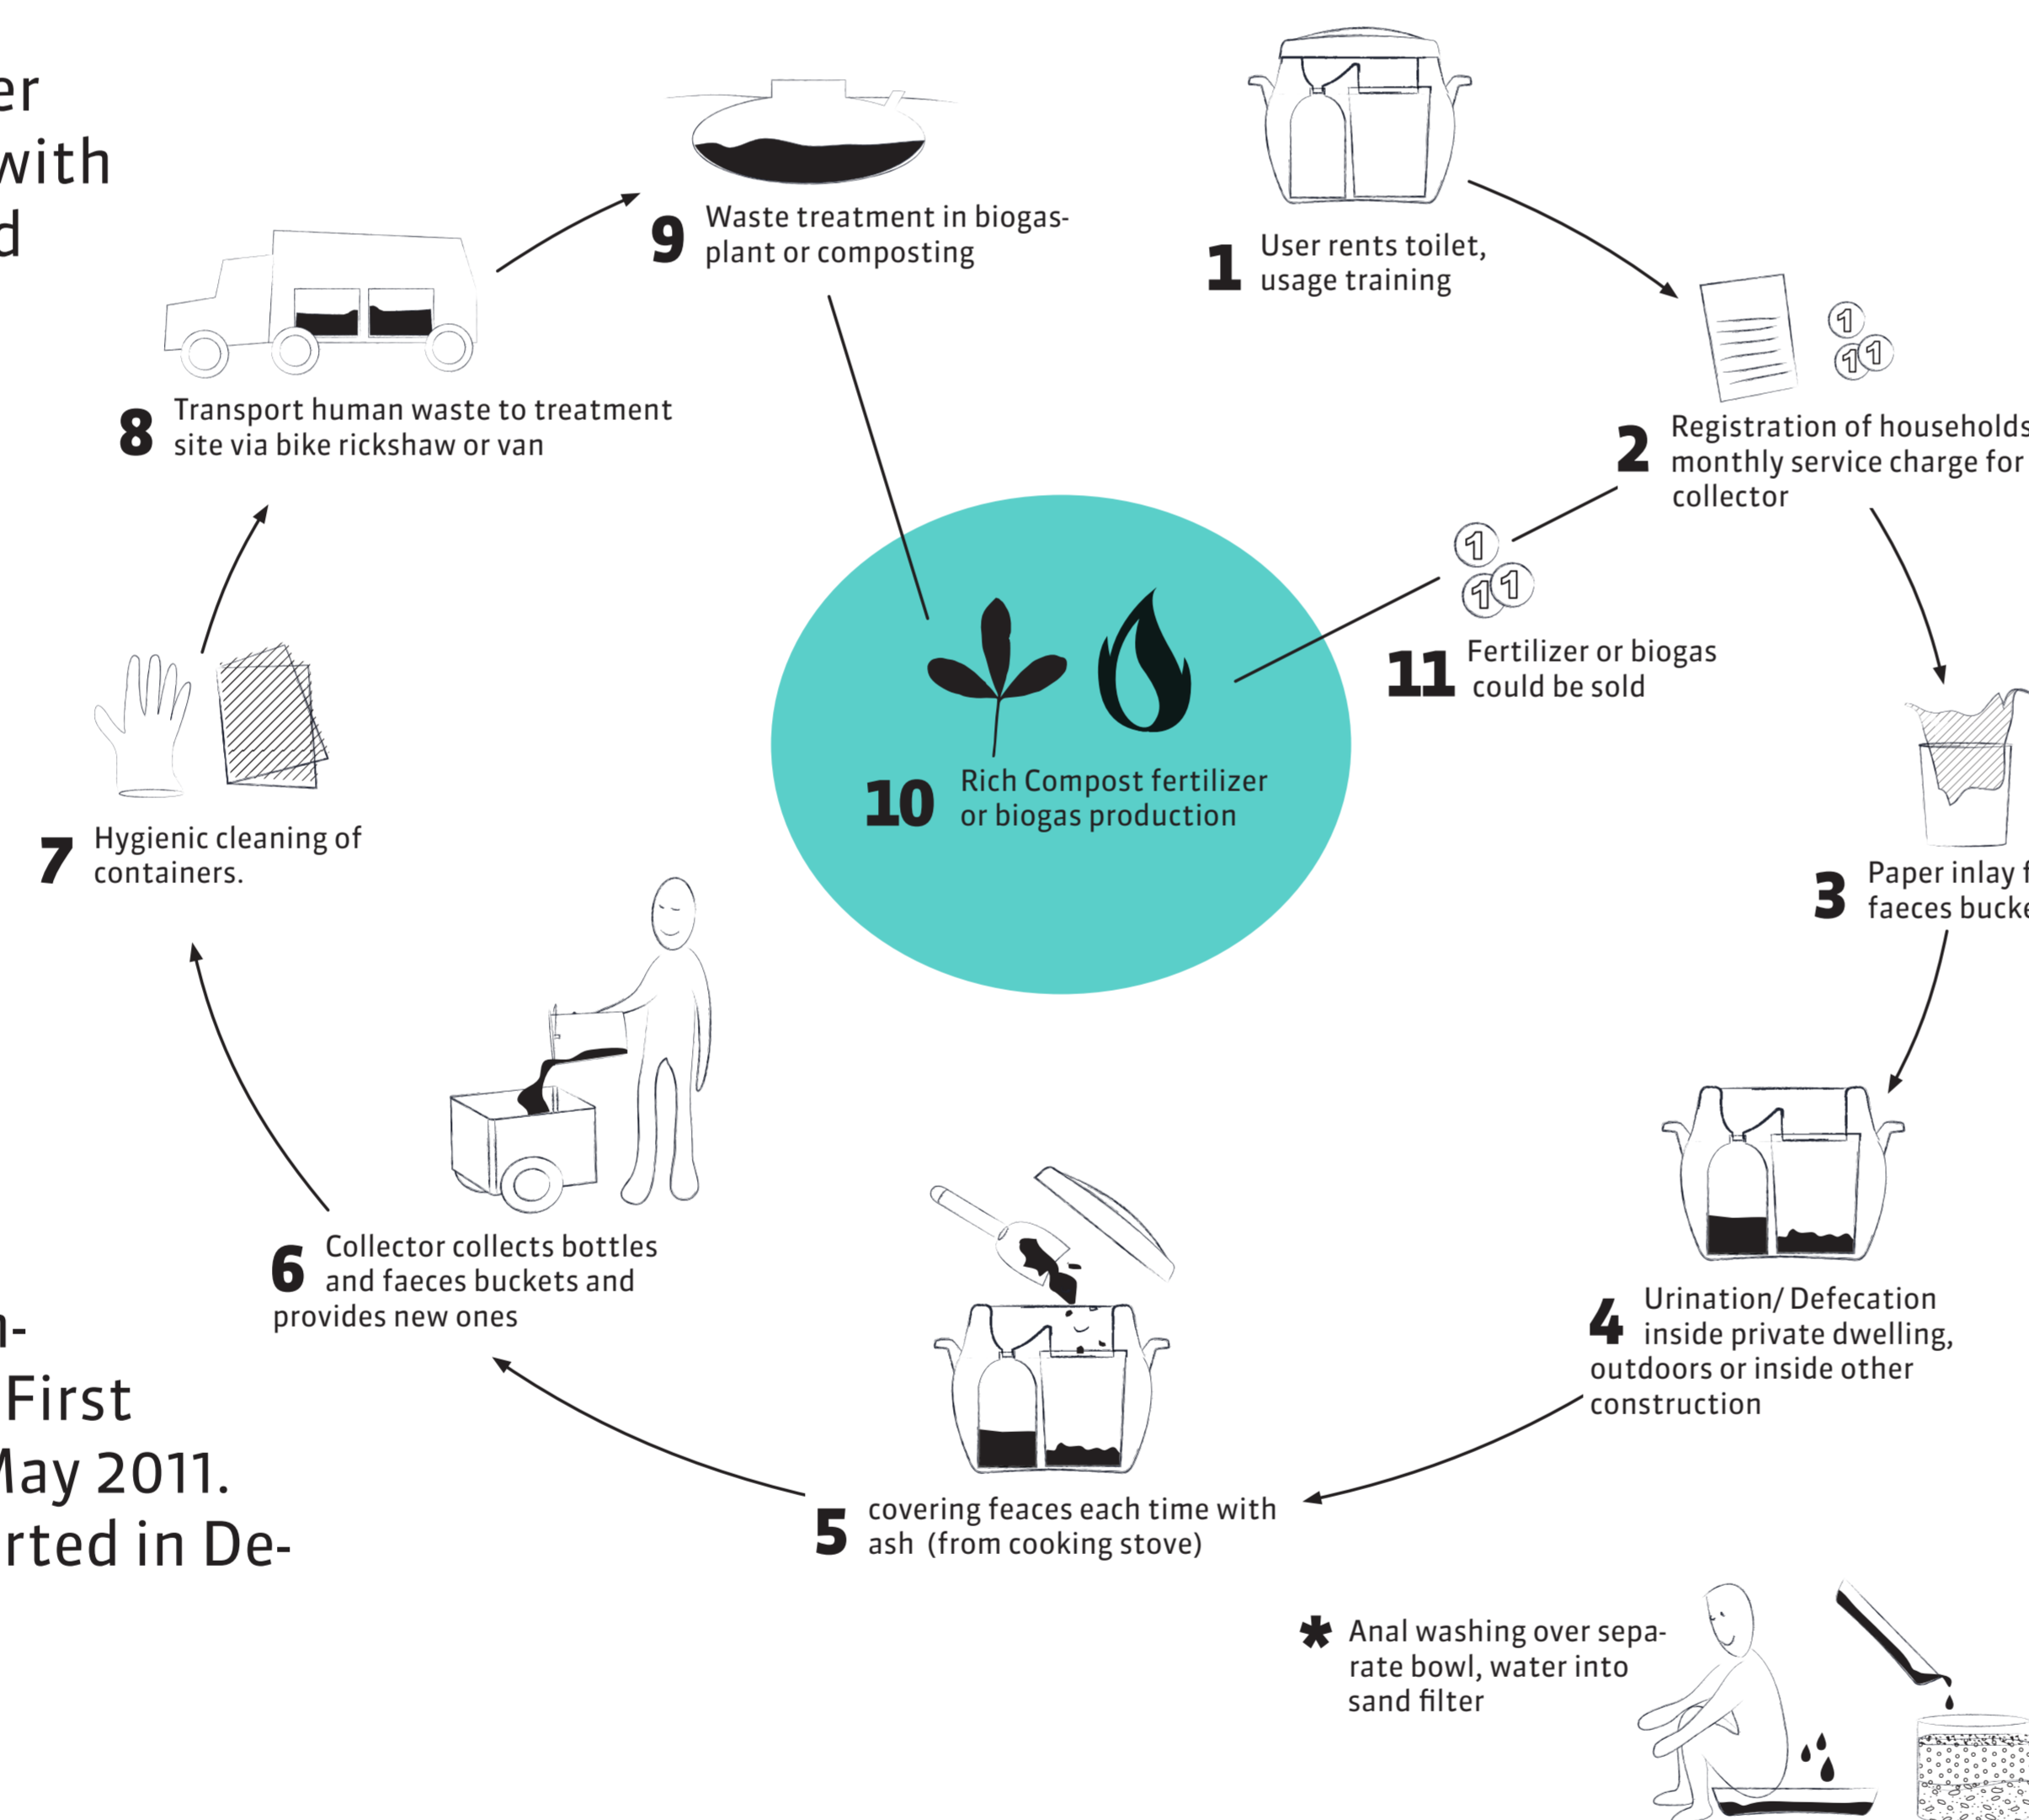 er
with
d
n-
First
May 2011.
rted in De-
1 User rents toilet,
usage training
2 Registration of households
monthly service charge for
collector
3 Paper inlay
faeces
4 Urination/ Defecation
inside private dwelling,
outdoors or inside other
construction
5 covering feaces each time with
ash (from cooking stove)
6 Collector collects bottles
and faeces buckets and
provides new ones
7 Hygienic cleaning of
containers.
8 Transport human waste to treatment
site via bike rickshaw or van
9 Waste treatment in biogas-
plant or composting
10 Rich Compost fertilizer
or biogas production
11 Fertilizer or biogas
could be sold
* Anal washing over sepa-
rate bowl, water into
sand filter
1
1
1
1
1
1